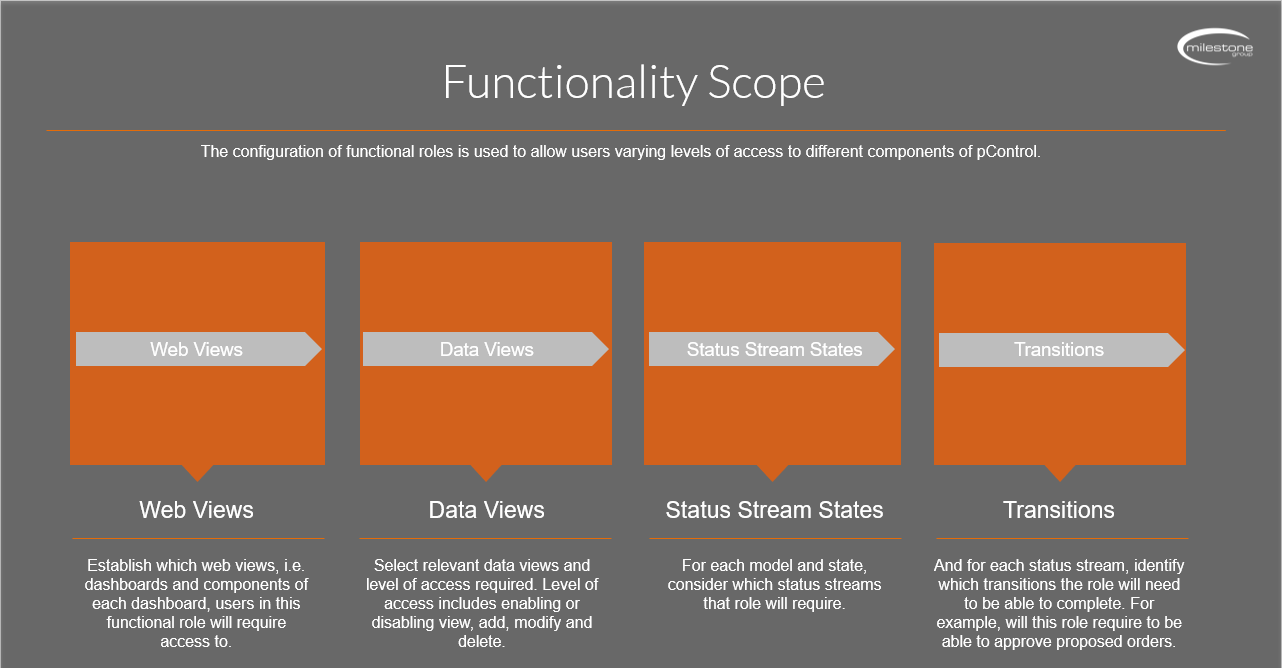 milestone
group
Functionality Scope
The configuration of functional roles is used to allow users varying levels of access to different components of pControl.
Web Views
Data Views
Status Stream States
Transitions
Web Views
Establish which web views, i.e.
dashboards and components of
each dashboard, users in this
functional role will require
access to.
Data Views
Select relevant data views and
level of access required. Level of
access includes enabling or
disabling view, add, modify and
delete.
Status Stream States
For each model and state,
consider which status streams
that role will require.
Transitions
And for each status stream, identify
which transitions the role will need
to be able to complete. For
example, will this role require to be
able to approve proposed orders.